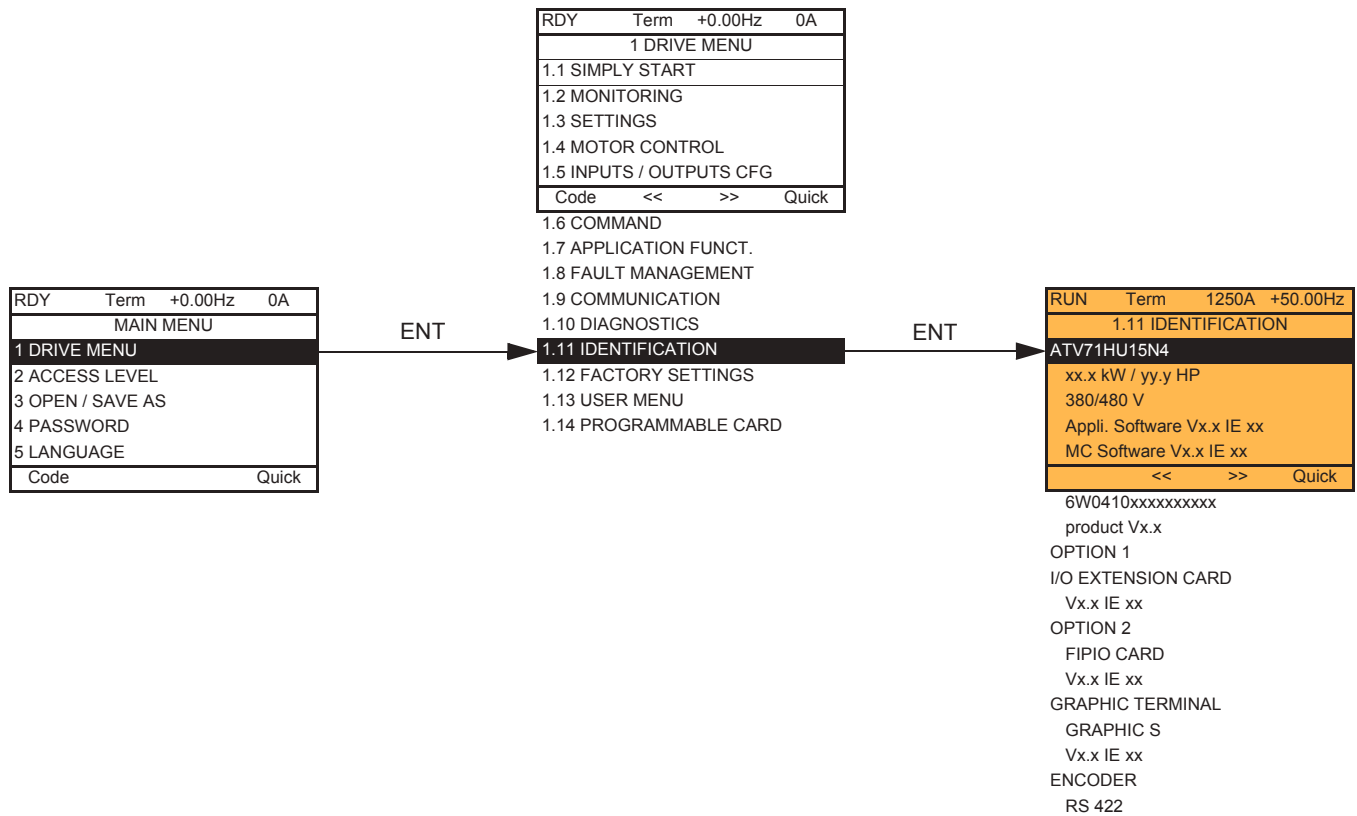 RDY Term +0.00Hz 0A
1 DRIVE MENU
1.1 SIMPLY START
1.2 MONITORING
1.3 SETTINGS
1.4 MOTOR CONTROL
1.5 INPUTS / OUTPUTS CFG
Code << >> Quick
1.6 COMMAND
1.7 APPLICATION FUNCT.
1.8 FAULT MANAGEMENT
1.9 COMMUNICATION
1.10 DIAGNOSTICS
1.11 IDENTIFICATION
1.12 FACTORY SETTINGS
1.13 USER MENU
1.14 PROGRAMMABLE CARD
RDY Term +0.00Hz 0A
MAIN MENU
1 DRIVE MENU
2 ACCESS LEVEL
3 OPEN / SAVE AS
4 PASSWORD
5 LANGUAGE
Code Quick
ENT
ENT
RUN Term 1250A +50.00Hz
1.11 IDENTIFICATION
ATV71HU15N4
xx.x kW / yy.y HP
380/480 V
Appli. Software Vx.x IE xx
MC Software Vx.x IE xx
<< >> Quick
6W0410xxxxxxxxxx
product Vx.x
OPTION 1
I/O EXTENSION CARD
Vx.x IE xx
OPTION 2
FIPIO CARD
Vx.x IE xx
GRAPHIC TERMINAL
GRAPHIC S
Vx.x IE xx
ENCODER
RS 422